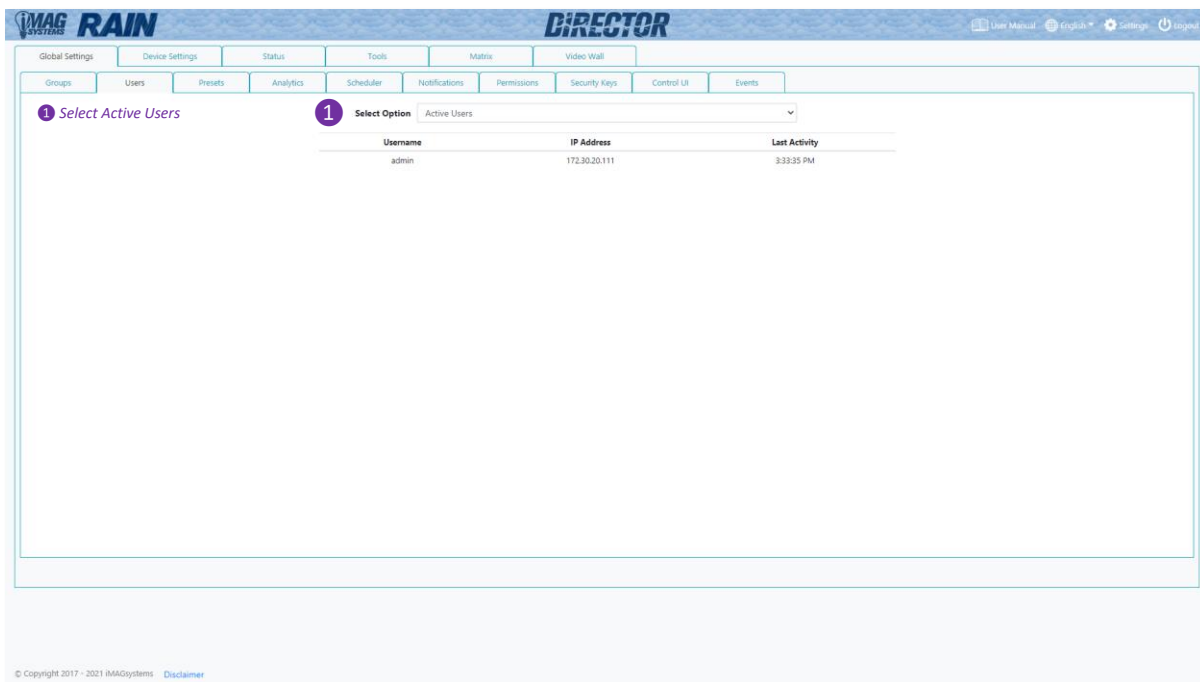 iMAG SYSTEMS RAIN DiRECTOR User Manual English Settings Logout
Global Settings Device Settings Status Tools Matrix Video Wall
Groups Users Presets Analytics Scheduler Notifications Permissions Security Keys Control UI Events
1 Select Active Users
1 Select Option Active Users
Username IP Address Last Activity
admin 172.30.20.111 3:33:35 PM
© Copyright 2017 - 2021 iMAGsystems Disclaimer